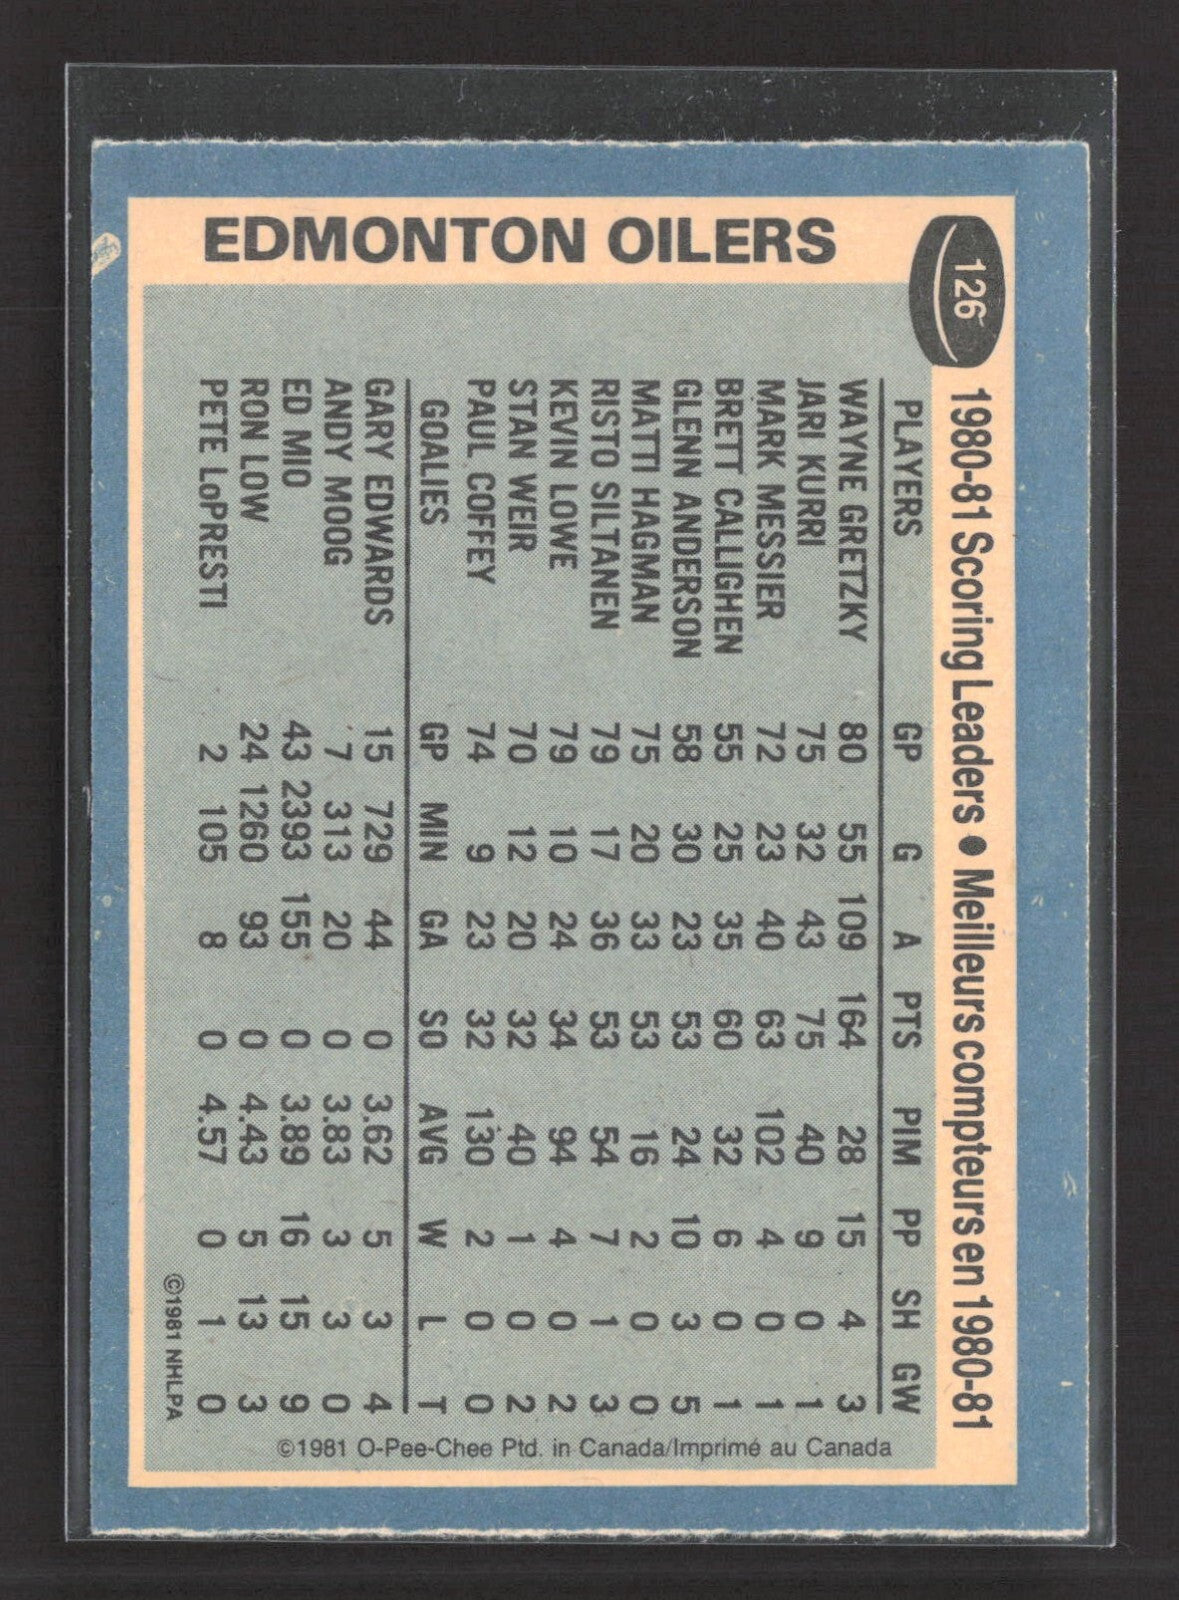 EDMONTON OILERS
126
1980-81 Scoring Leaders • Meilleurs compteurs en 1980-81
PLAYERS GP G A PTS PIM PP SH GW
WAYNE GRETZKY 80 55 109 164 28 15 4 3
JARI KURRI 75 32 43 75 40 9 0 1
MARK MESSIER 72 23 40 63 102 4 0 1
BRETT CALLIGHEN 55 25 35 60 32 6 0 1
GLENN ANDERSON 58 30 23 53 24 10 3 5
MATTI HAGMAN 75 20 33 53 16 2 0 0
RISTO SILTANEN 79 17 36 53 54 7 1 3
KEVIN LOWE 79 10 24 34 94 4 0 2
STAN WEIR 70 12 20 32 40 1 0 2
PAUL COFFEY 74 9 23 32 130 2 0 0
GOALIES GP MIN GA SO AVG W L T
GARY EDWARDS 15 729 44 0 3.62 5 3 4
ANDY MOOG 7 313 20 0 3.83 3 3 0
ED MIO 43 2393 155 0 3.89 16 15 9
RON LOW 24 1260 93 0 4.43 5 13 3
PETE LoPRESTI 2 105 8 0 4.57 0 1 0
©1981 NHLPA
©1981 O-Pee-Chee Ptd. in Canada/Imprimé au Canada